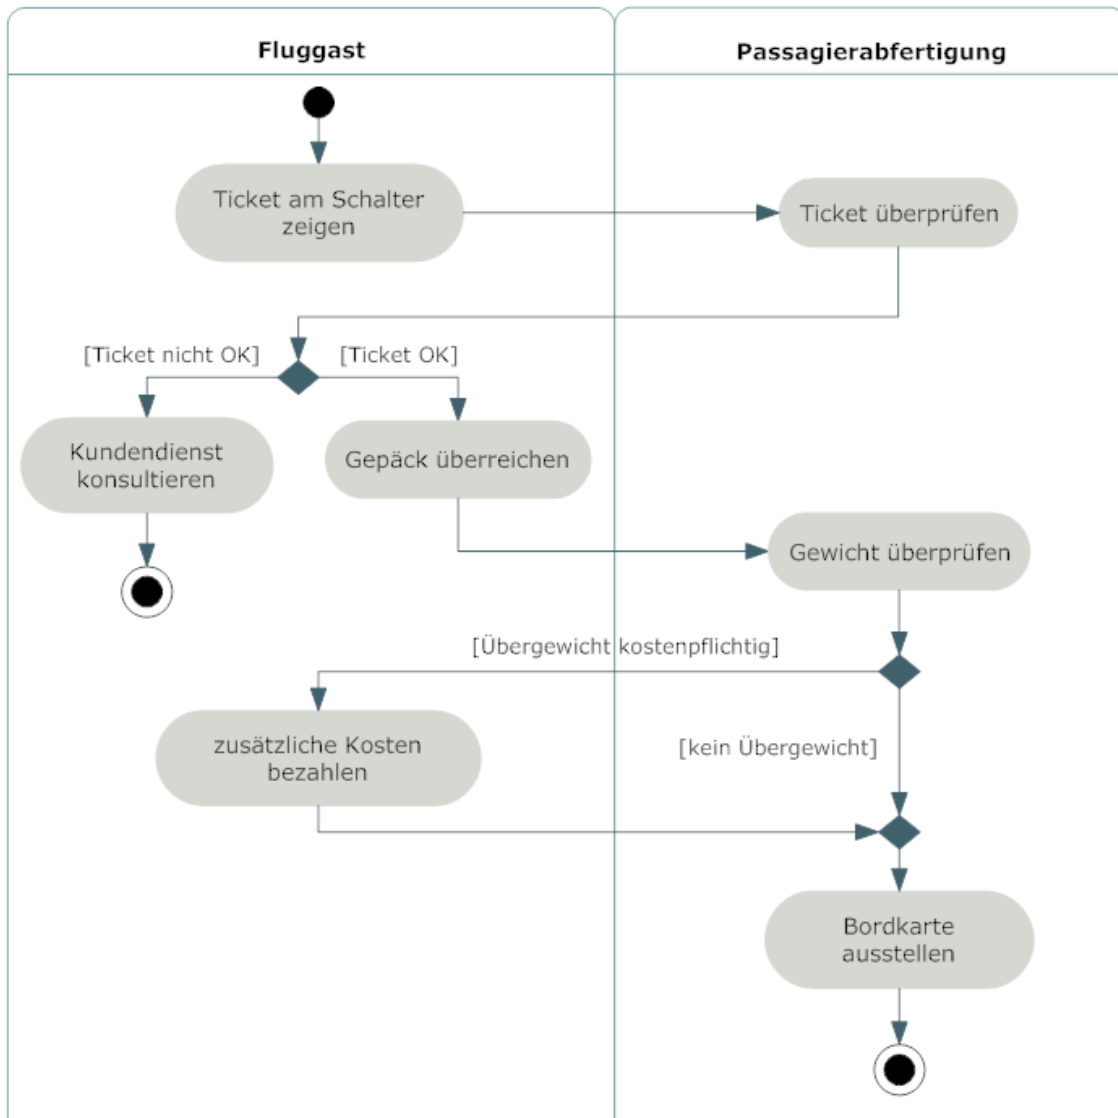 Fluggast
Passagierabfertigung
Ticket am Schalter
zeigen
Ticket überprüfen
[Ticket nicht OK]
[Ticket OK]
Kundendienst
konsultieren
Gepäck überreichen
Gewicht überprüfen
[Übergewicht kostenpflichtig]
zusätzliche Kosten
bezahlen
[kein Übergewicht]
Bordkarte
ausstellen